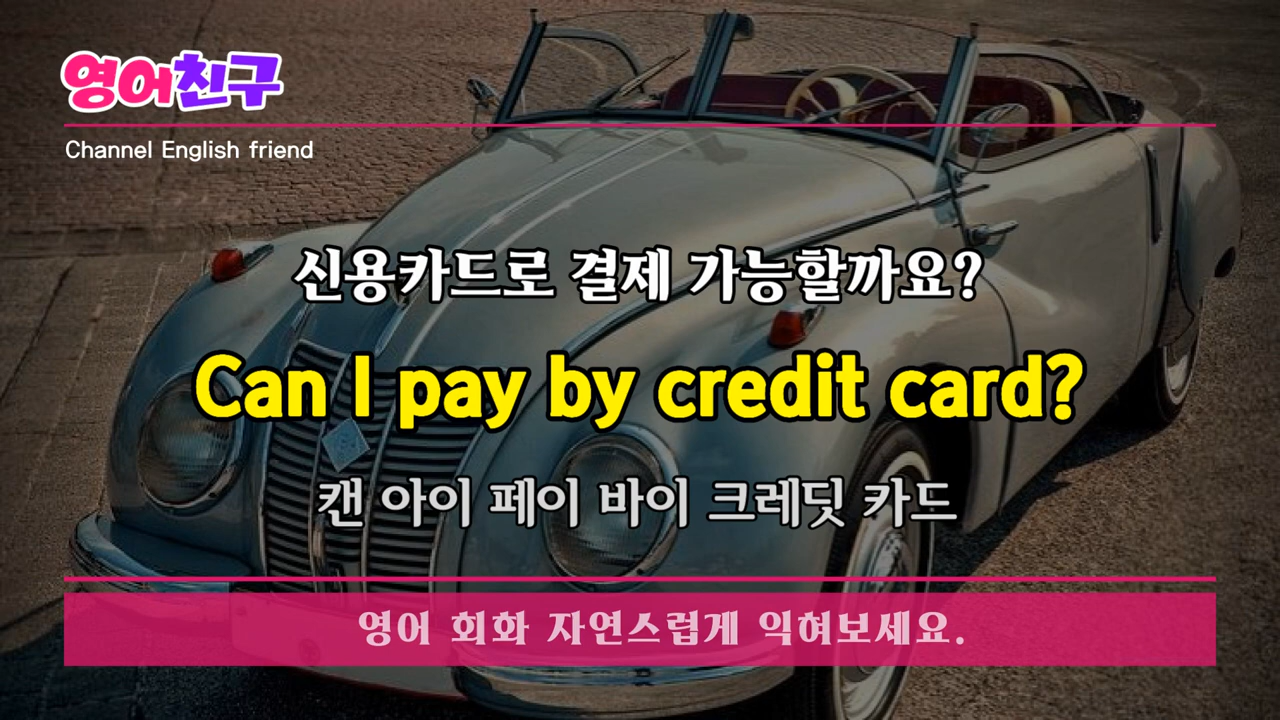 영어친구
Channel English friend
신용카드로 결제 가능할까요?
Can I pay by credit card?
캔 아이 페이 바이 크레딧 카드
영어 회화 자연스럽게 익혀보세요.